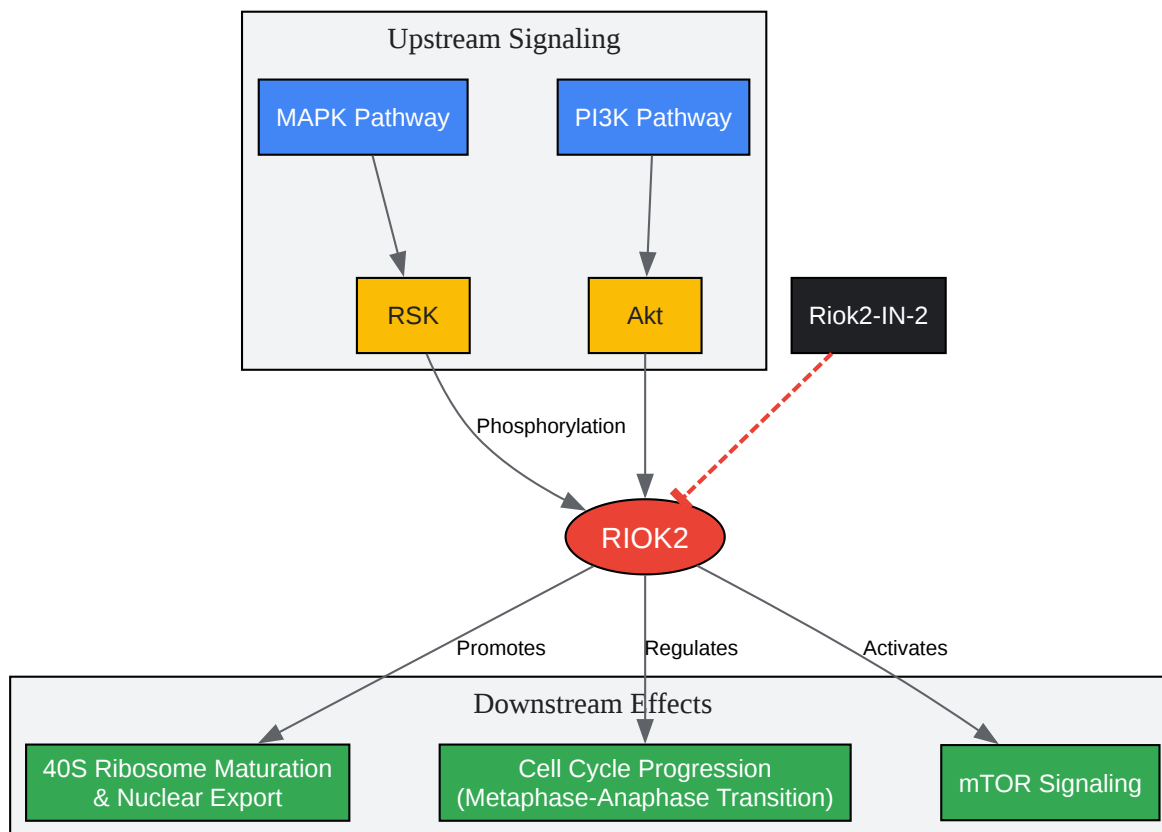 Upstream Signaling
MAPK Pathway
PI3K Pathway
RSK
Akt
Riok2-IN-2
Phosphorylation
RIOK2
Promotes
Regulates
Activates
Downstream Effects
40S Ribosome Maturation
& Nuclear Export
Cell Cycle Progression
(Metaphase-Anaphase Transition)
mTOR Signaling